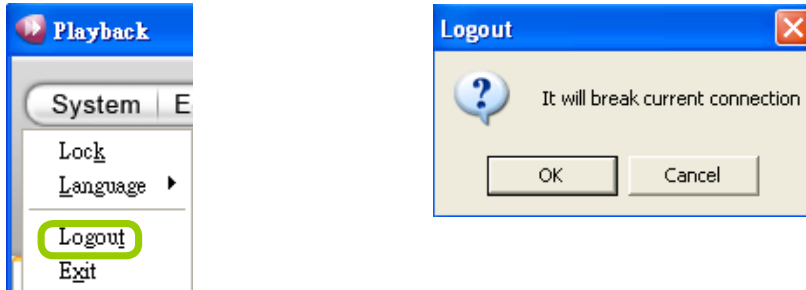 Playback
System E
Lock
Language
Logout
Exit
Logout
It will break current connection
OK Cancel